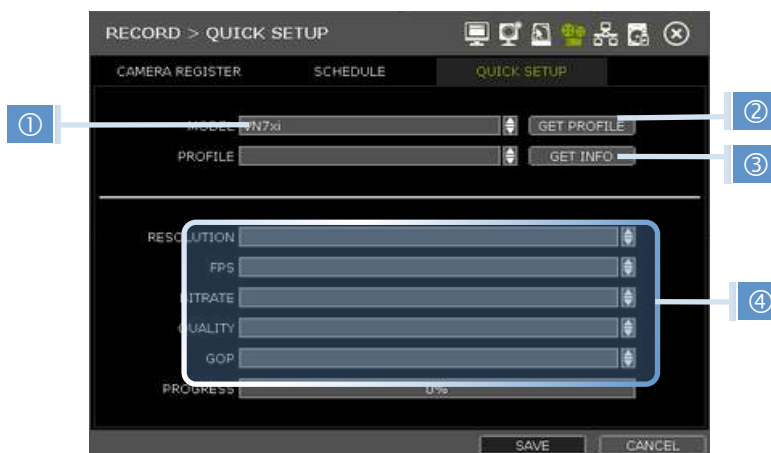 RECORD > QUICK SETUP
CAMERA REGISTER SCHEDULE QUICK SETUP
① MODEL VN7xi GET PROFILE ②
PROFILE GET INFO ③
RESOLUTION
FPS
BITRATE ④
QUALITY
GOP
PROGRESS 0%
SAVE CANCEL